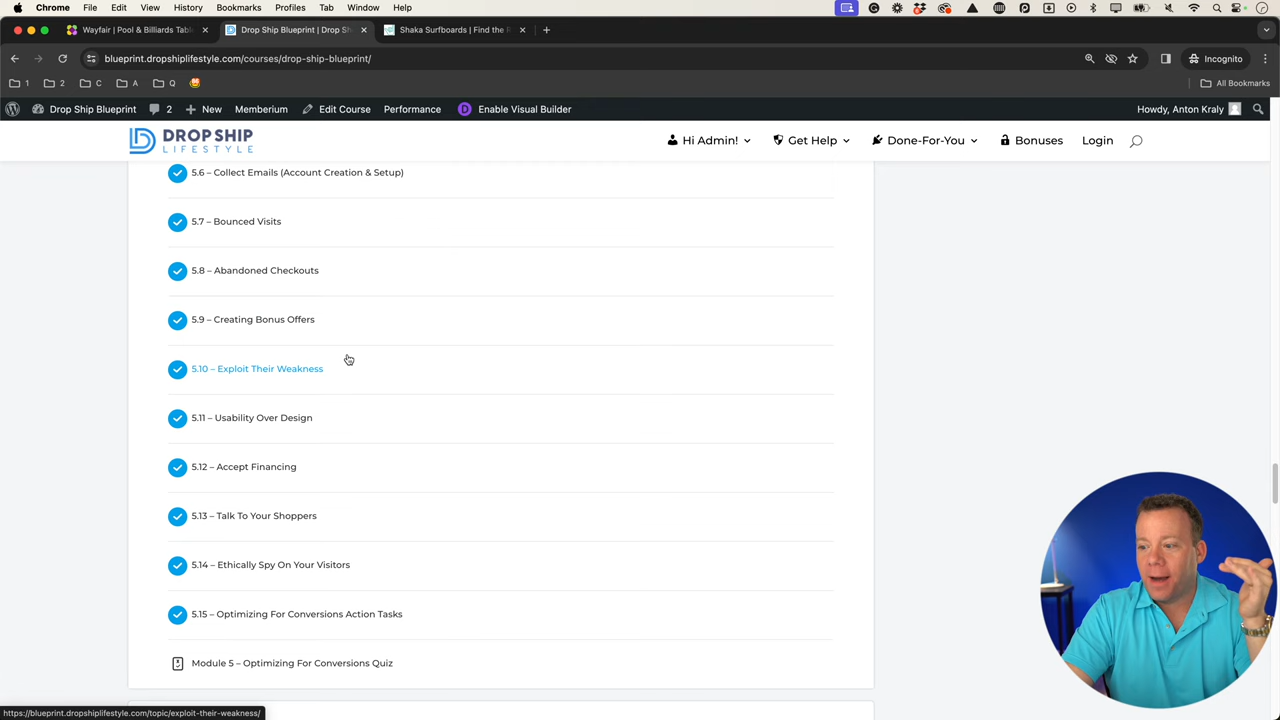 Chrome File Edit View History Bookmarks Profiles Tab Window Help
Wayfair | Pool & Billiards Tabl
Drop Ship Blueprint | Drop Sh
Shaka Surfboards | Find the
blueprint.dropshiplifestyle.com/courses/drop-ship-blueprint/
Incognito
1 2 C A Q
All Bookmarks
Drop Ship Blueprint 2 New Memberium Edit Course Performance D Enable Visual Builder
Howdy, Anton Kraly
DROP SHIP
LIFESTYLE
Hi Admin! Get Help Done-For-You Bonuses Login
5.6 – Collect Emails (Account Creation & Setup)
5.7 – Bounced Visits
5.8 – Abandoned Checkouts
5.9 – Creating Bonus Offers
5.10 – Exploit Their Weakness
5.11 – Usability Over Design
5.12 – Accept Financing
5.13 – Talk To Your Shoppers
5.14 – Ethically Spy On Your Visitors
5.15 – Optimizing For Conversions Action Tasks
Module 5 – Optimizing For Conversions Quiz
https://blueprint.dropshiplifestyle.com/topic/exploit-their-weakness/